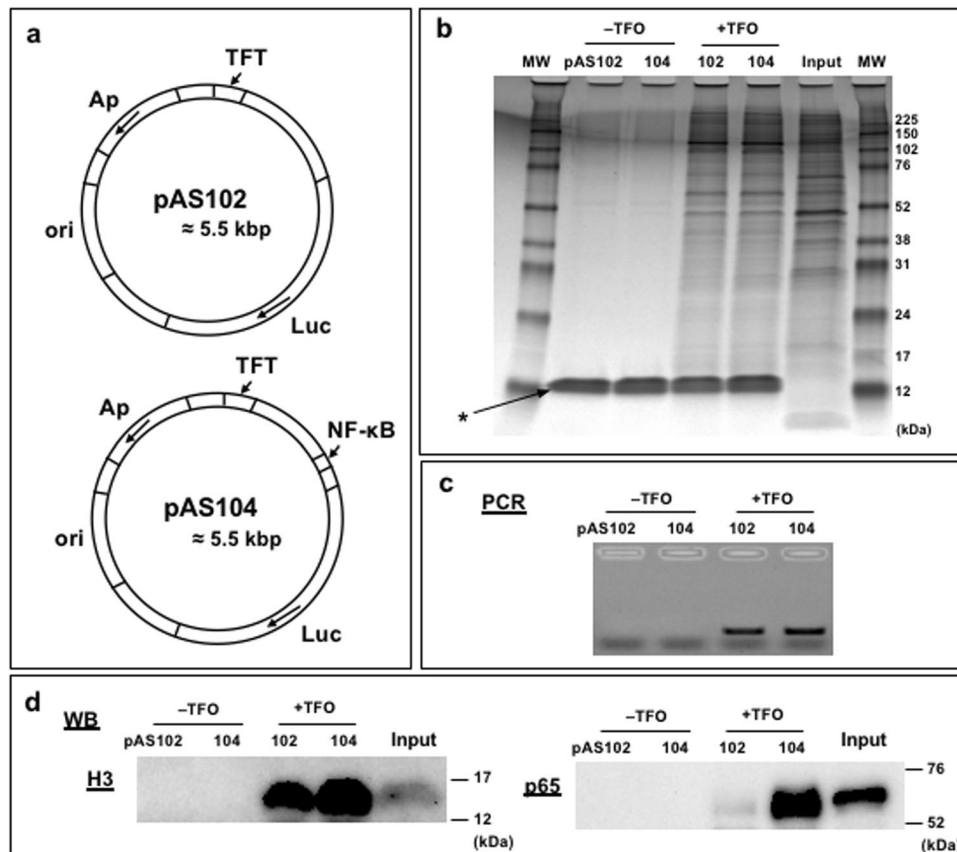 a
TFT
Ap
pAS102
≈ 5.5 kbp
ori
Luc
TFT
Ap
NF-κB
pAS104
≈ 5.5 kbp
ori
Luc
b
–TFO +TFO
MW pAS102 104 102 104 Input MW
225
150
102
76
52
38
31
24
17
12
(kDa)
*
c
PCR
–TFO +TFO
pAS102 104 102 104
d
WB
–TFO +TFO
pAS102 104 102 104 Input
H3
17
12
(kDa)
–TFO +TFO
pAS102 104 102 104 Input
p65
76
52
(kDa)